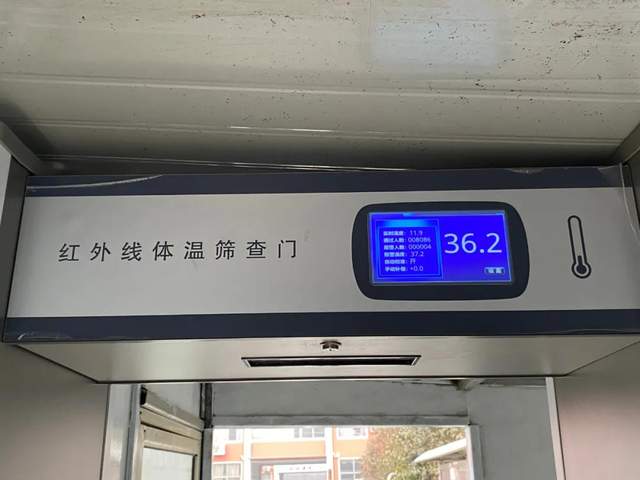 红外线体温筛查门
实时温度: 11.9
通过人数: 008086
报警人数: 000004
报警温度: 37.2
自动校准: 开
手动补偿: +0.0
36.2